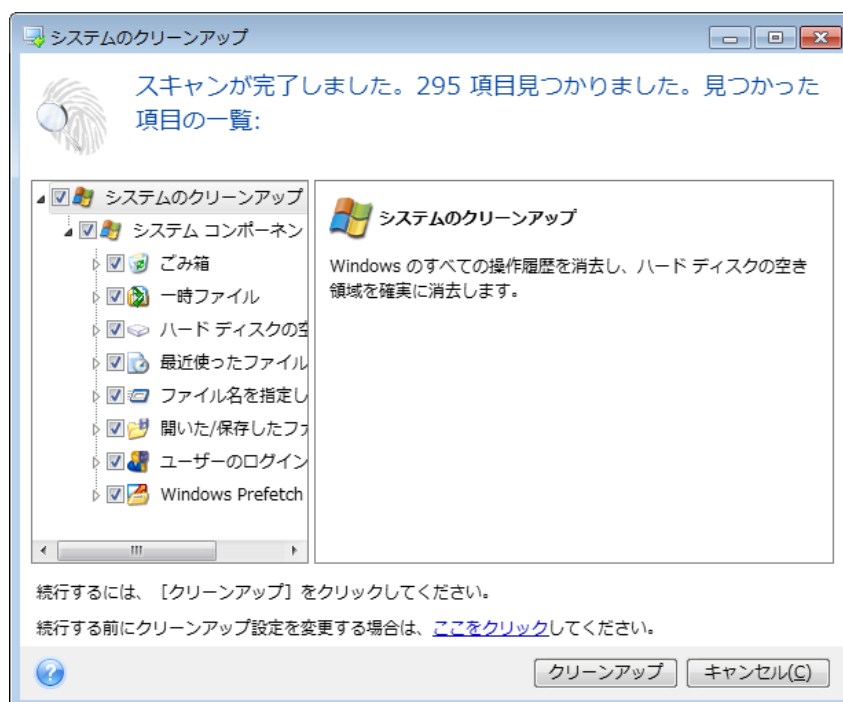 システムのクリーンアップ
スキャンが完了しました。295 項目見つかりました。見つかった
項目の一覧:
システムのクリーンアップ
システム コンポーネン
ごみ箱
一時ファイル
ハード ディスクの空
最近使ったファイル
ファイル名を指定し
開いた/保存したファ
ユーザーのログイン
Windows Prefetch
システムのクリーンアップ
Windows のすべての操作履歴を消去し、ハード ディスクの空き
領域を確実に消去します。
続行するには、［クリーンアップ］をクリックしてください。
続行する前にクリーンアップ設定を変更する場合は、ここをクリックしてください。
クリーンアップ
キャンセル(C)